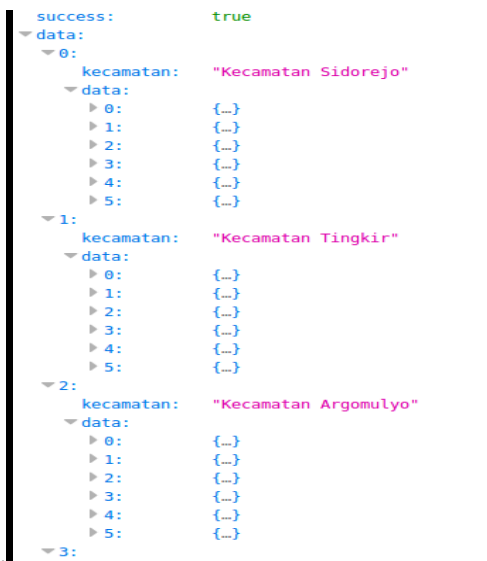 success: true
data:
0:
kecamatan: "Kecamatan Sidorejo"
data:
0: {…}
1: {…}
2: {…}
3: {…}
4: {…}
5: {…}
1:
kecamatan: "Kecamatan Tingkir"
data:
0: {…}
1: {…}
2: {…}
3: {…}
4: {…}
5: {…}
2:
kecamatan: "Kecamatan Argomulyo"
data:
0: {…}
1: {…}
2: {…}
3: {…}
4: {…}
5: {…}
3: